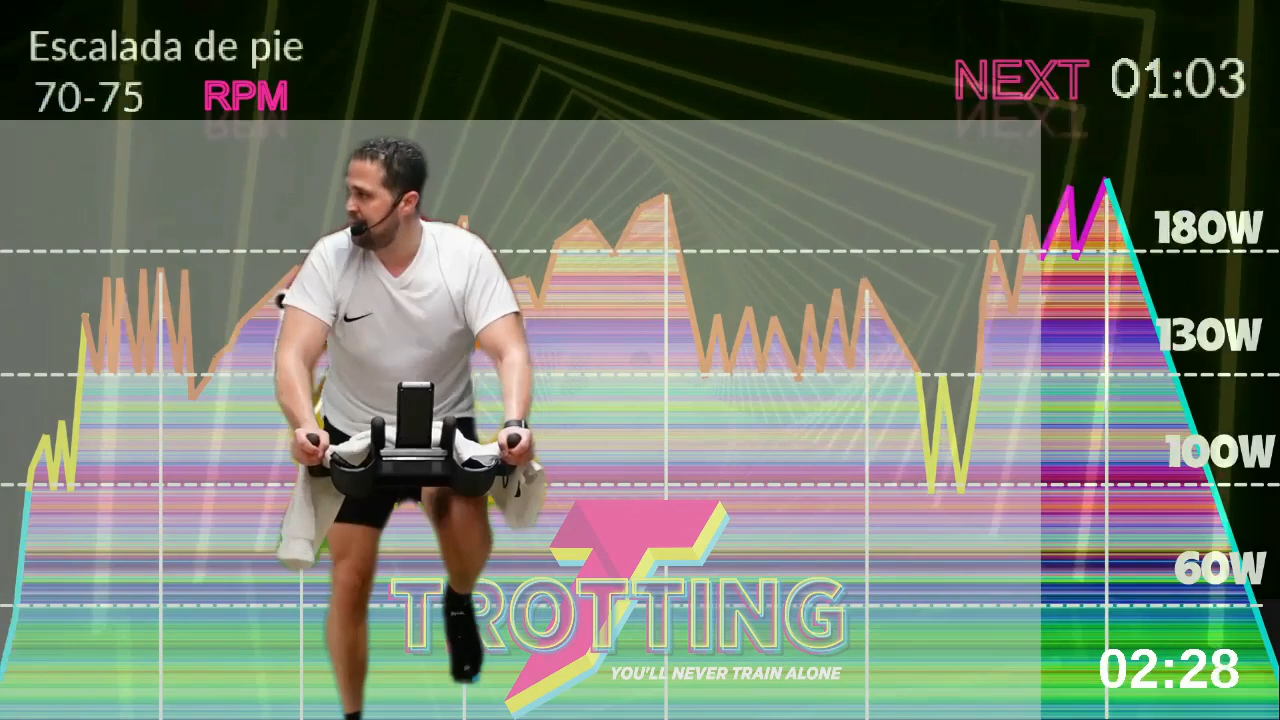 Escalada de pie
70-75 RPM
NEXT 01:03
180W
130W
100W
60W
TROTTING
YOU'LL NEVER TRAIN ALONE
02:28